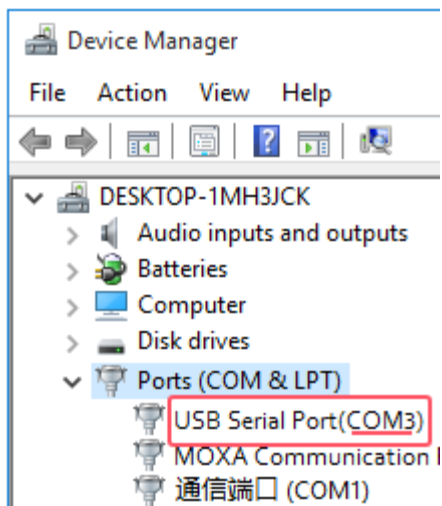 Device Manager
File Action View Help
DESKTOP-1MH3JCK
Audio inputs and outputs
Batteries
Computer
Disk drives
Ports (COM & LPT)
USB Serial Port(COM3)
MOXA Communication
通信端口 (COM1)